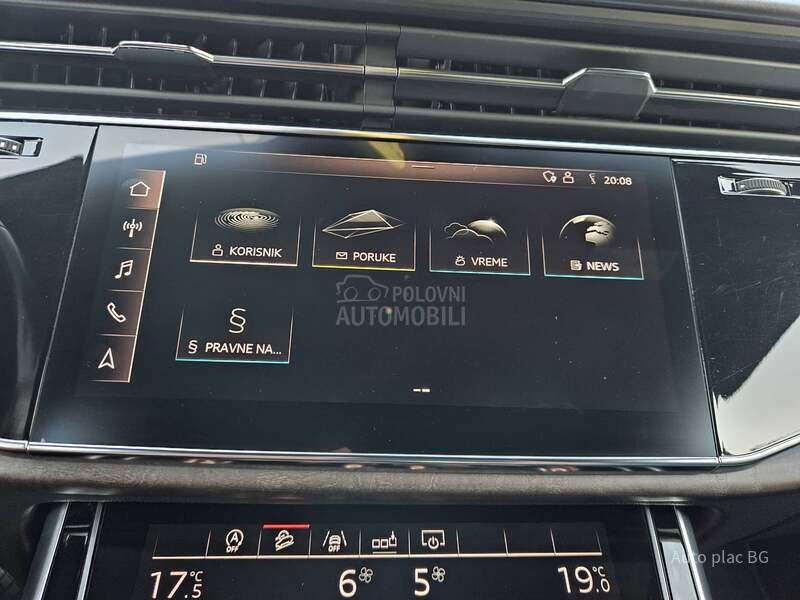 20:08
KORISNIK
PORUKE
VREME
NEWS
POLOVNI
AUTOMOBILI
§
§ PRAVNE NA...
OFF
OFF
17.5 °C
6
5
19.0 °C
Auto plac BG